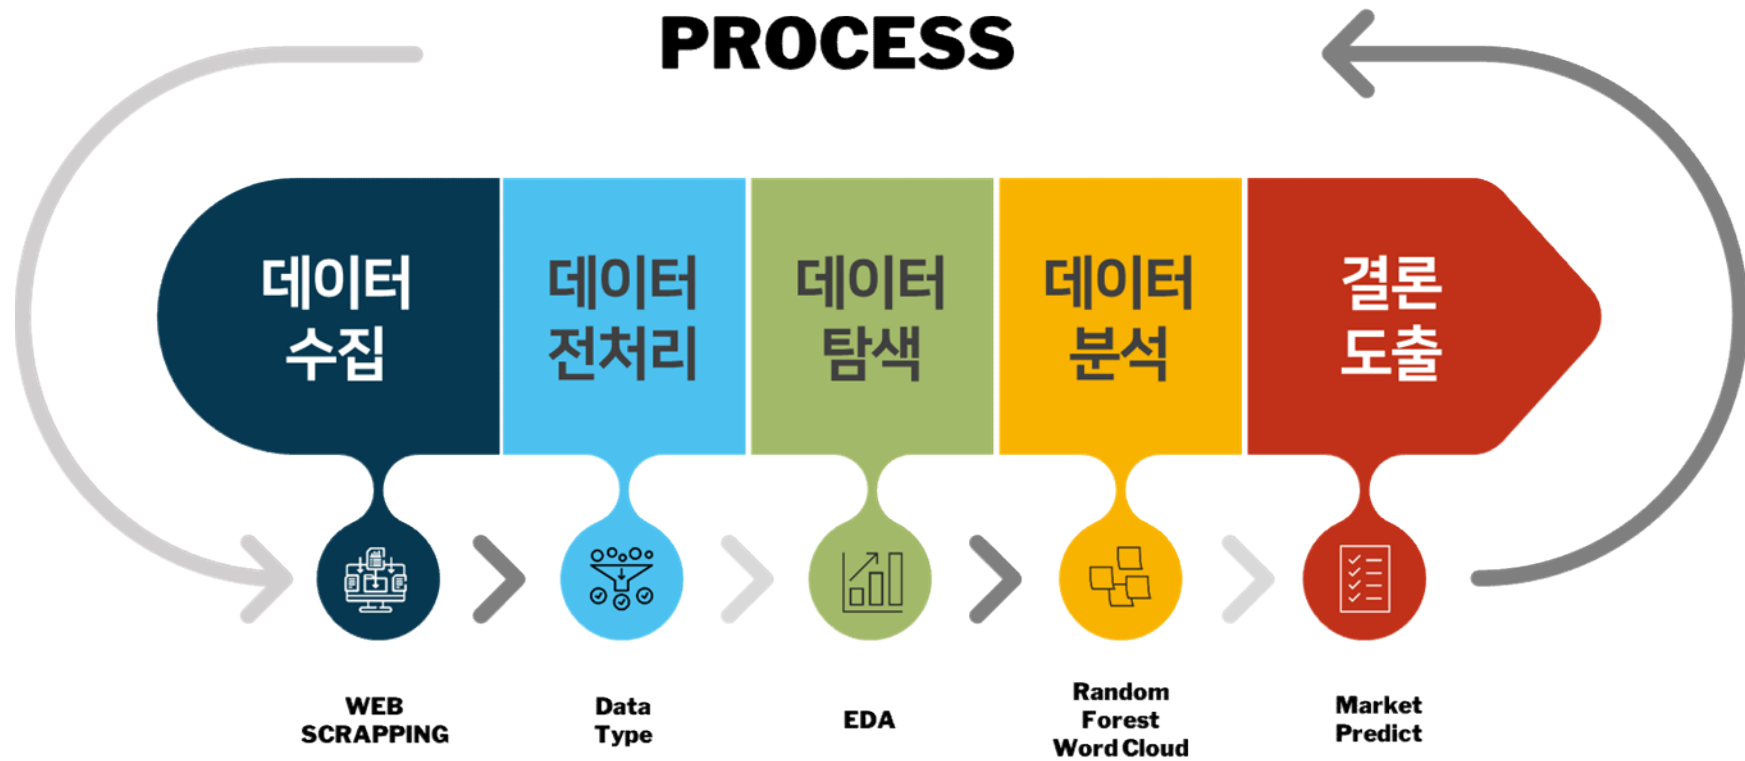 PROCESS
데이터
수집
데이터
전처리
데이터
탐색
데이터
분석
결론
도출
WEB
SCRAPPING
Data
Type
EDA
Random
Forest
Word Cloud
Market
Predict